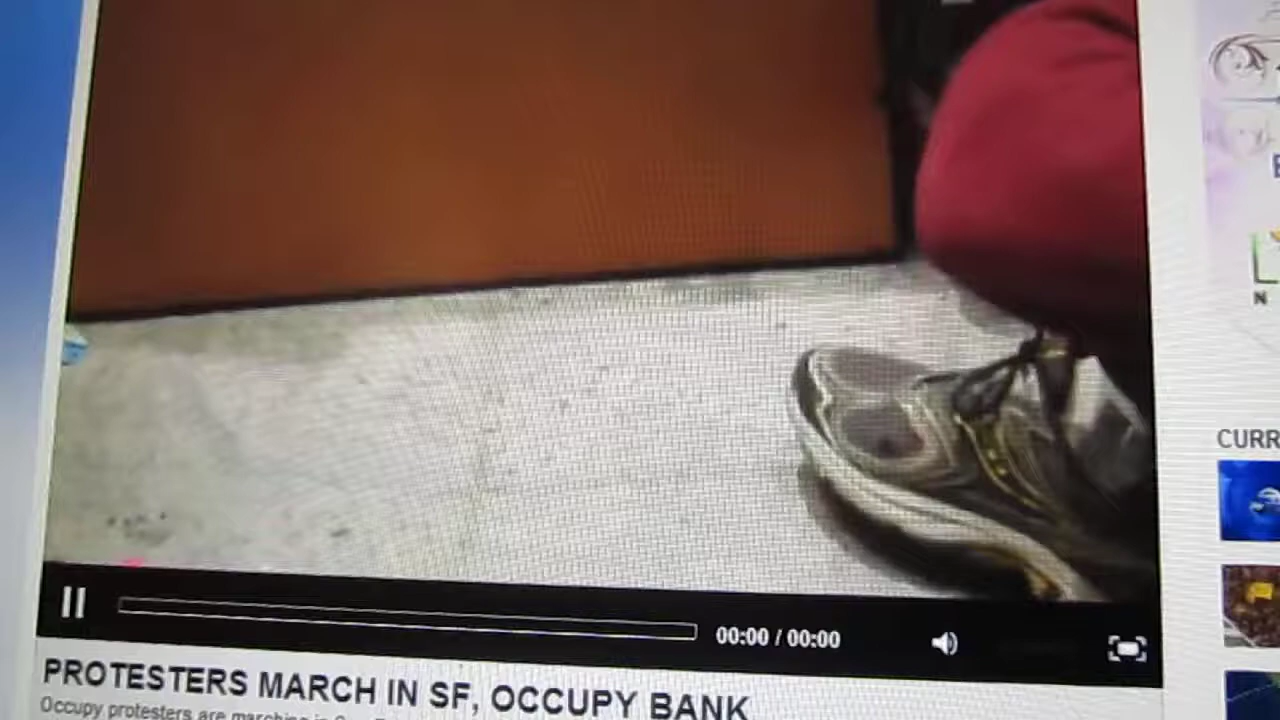 00:00 / 00:00
PROTESTERS MARCH IN SF, OCCUPY BANK
Occupy protesters are marching in
CURR
N